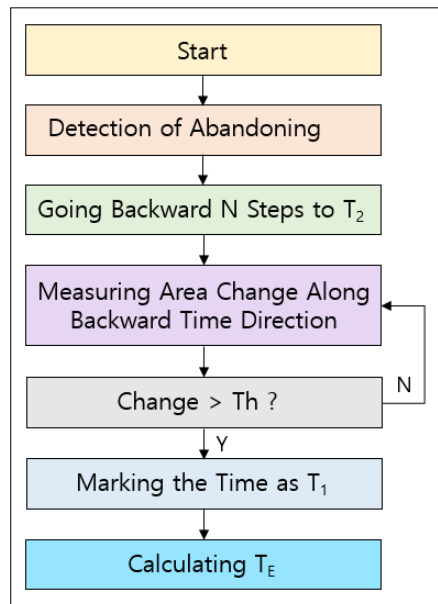 Start
Detection of Abandoning
Going Backward N Steps to T₂
Measuring Area Change Along
Backward Time Direction
N
Change > Th ?
Y
Marking the Time as T₁
Calculating T_E